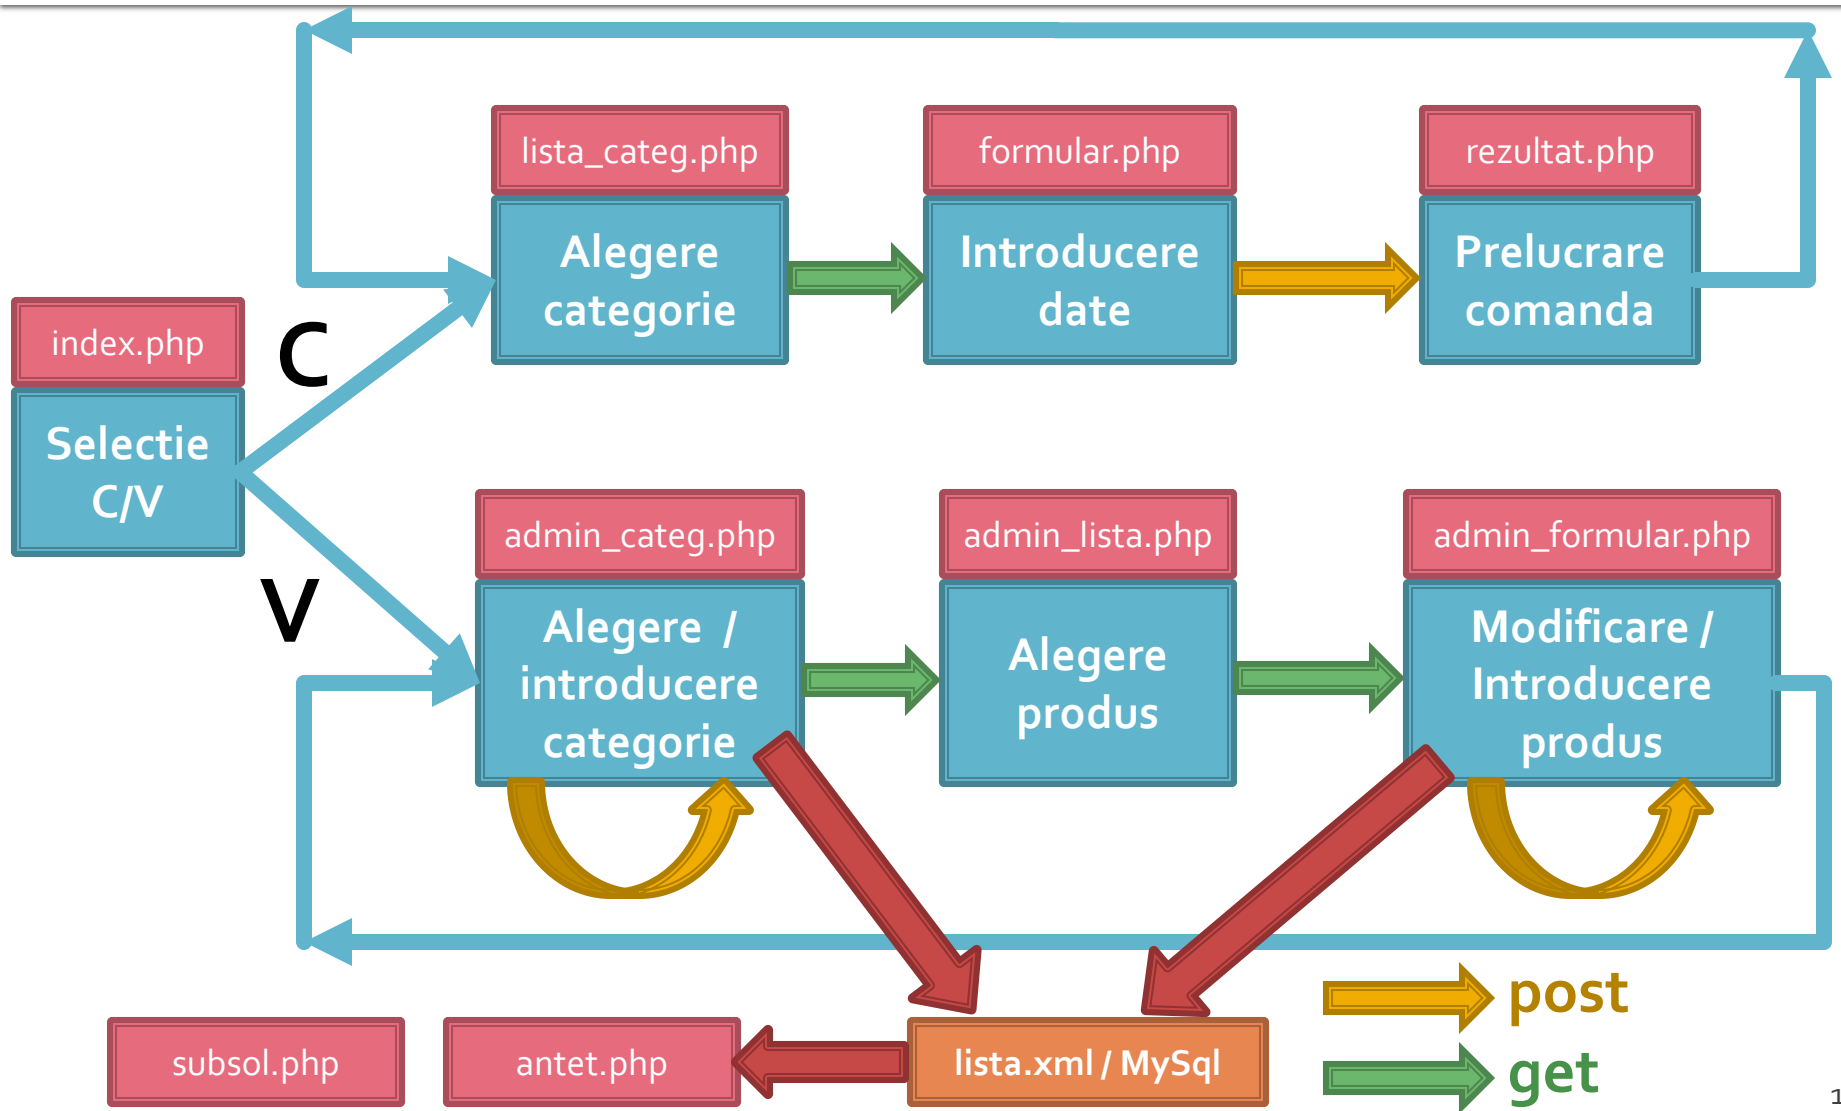 lista_categ.php
formular.php
rezultat.php
Alegere
categorie
Introducere
date
Prelucrare
comanda
index.php
C
Selectie
C/V
V
admin_categ.php
admin_lista.php
admin_formular.php
Alegere /
introducere
categorie
Alegere
produs
Modificare /
Introducere
produs
post
get
subsol.php
antet.php
lista.xml / MySql
1